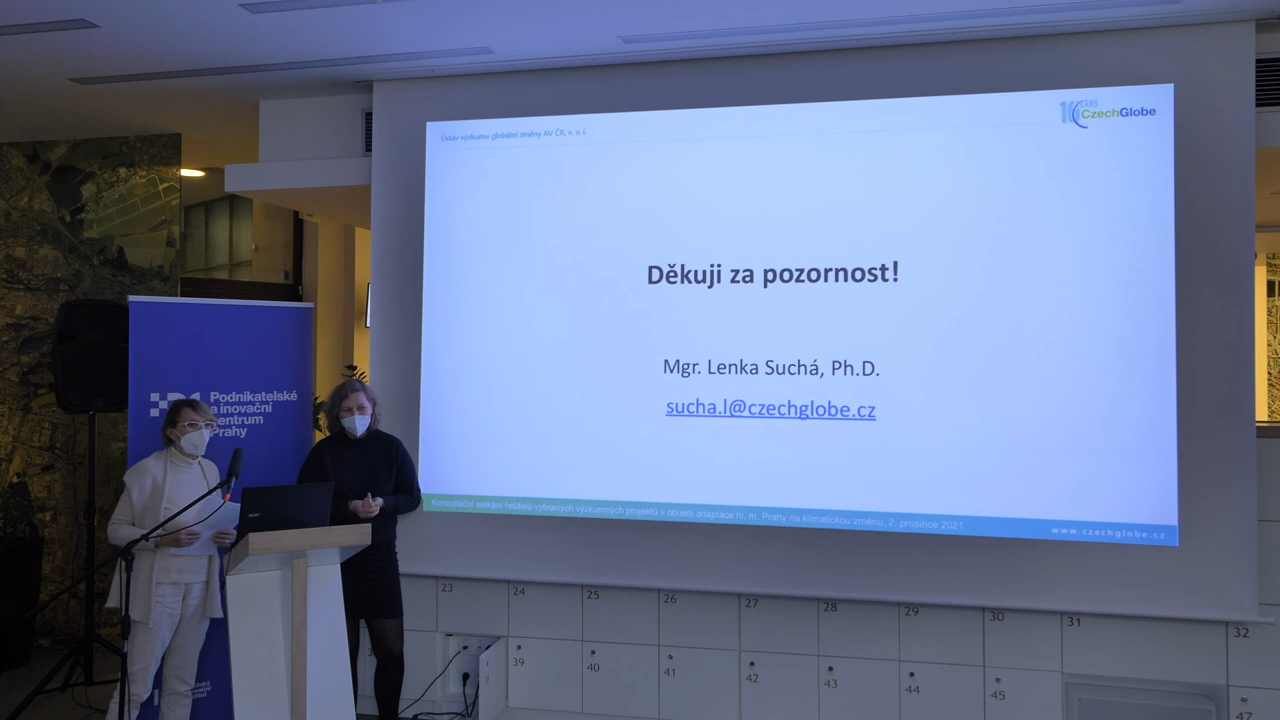 Ústav výzkumu globální změny AV ČR, v. v. i.
10 YEARS
CzechGlobe
Děkuji za pozornost!
Mgr. Lenka Suchá, Ph.D.
sucha.l@czechglobe.cz
Konzultační setkání řešitelů vybraných výzkumných projektů v oblasti adaptace hl. m. Prahy na klimatickou změnu, 2. prosince 2021
www.czechglobe.cz
Podnikatelské
a inovační
centrum
Prahy
23
24
25
26
27
28
29
30
31
32
39
40
41
42
43
44
45
47